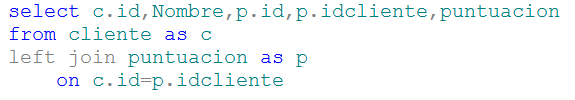 select c.id,Nombre,p.id,p.idcliente,puntuacion
from cliente as c
left join puntuacion as p
on c.id=p.idcliente